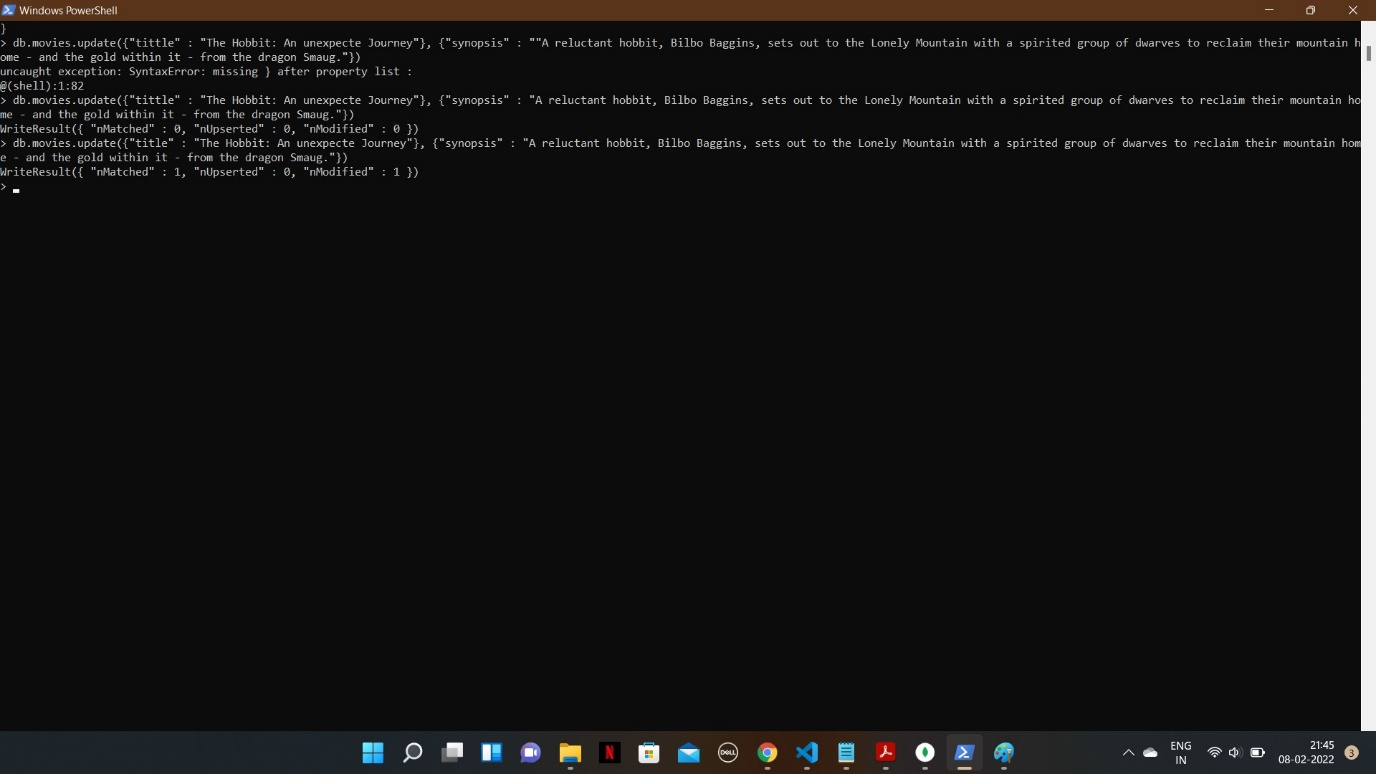 Windows PowerShell
}
> db.movies.update({"tittle" : "The Hobbit: An unexpecte Journey"}, {"synopsis" : ""A reluctant hobbit, Bilbo Baggins, sets out to the Lonely Mountain with a spirited group of dwarves to reclaim their mountain h
ome - and the gold within it - from the dragon Smaug."})
uncaught exception: SyntaxError: missing } after property list :
@(shell):1:82
> db.movies.update({"tittle" : "The Hobbit: An unexpecte Journey"}, {"synopsis" : "A reluctant hobbit, Bilbo Baggins, sets out to the Lonely Mountain with a spirited group of dwarves to reclaim their mountain ho
me - and the gold within it - from the dragon Smaug."})
WriteResult({ "nMatched" : 0, "nUpserted" : 0, "nModified" : 0 })
> db.movies.update({"title" : "The Hobbit: An unexpecte Journey"}, {"synopsis" : "A reluctant hobbit, Bilbo Baggins, sets out to the Lonely Mountain with a spirited group of dwarves to reclaim their mountain hom
e - and the gold within it - from the dragon Smaug."})
WriteResult({ "nMatched" : 1, "nUpserted" : 0, "nModified" : 1 })
>
N
DELL
ENG
IN
21:45
08-02-2022
3